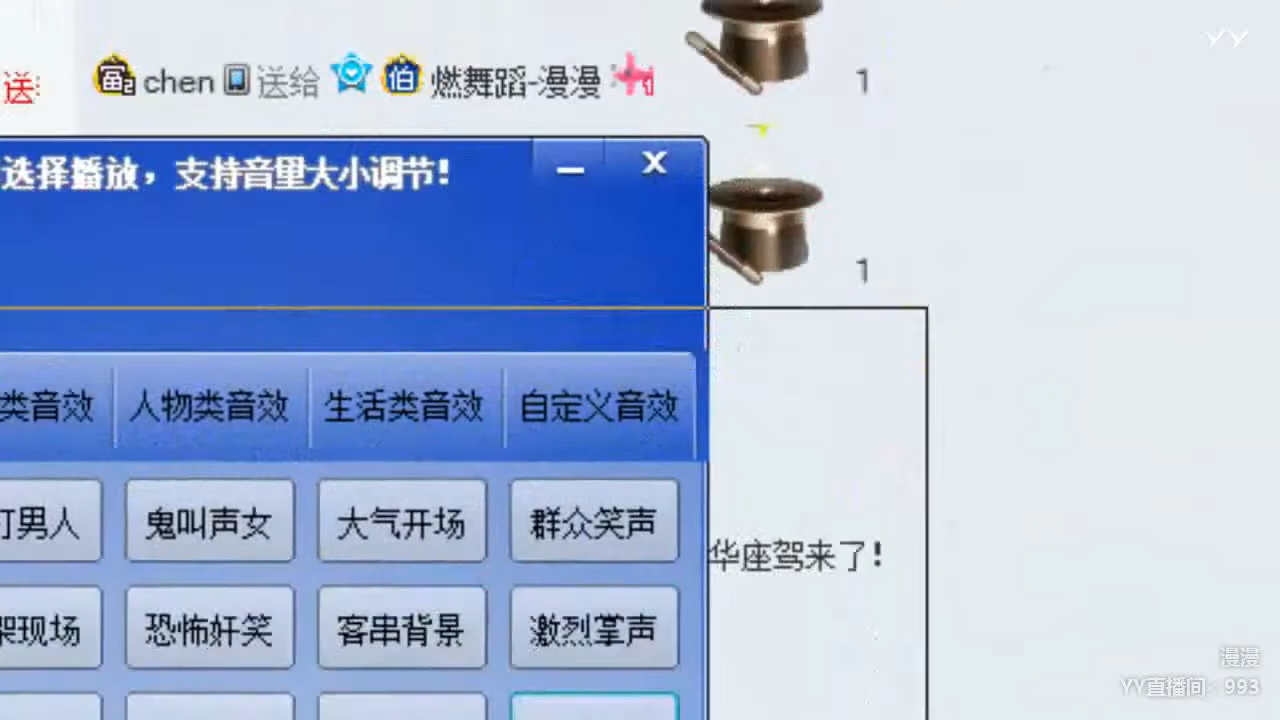 YY
送:
富2 chen 送给 伯 燃舞蹈-漫漫
1
选择播放，支持音里大小调节!
1
类音效 人物类音效 生活类音效 自定义音效
打男人 鬼叫声女 大气开场 群众笑声
华座驾来了!
架现场 恐怖奸笑 客串背景 激烈掌声
漫漫
YY直播间: 993